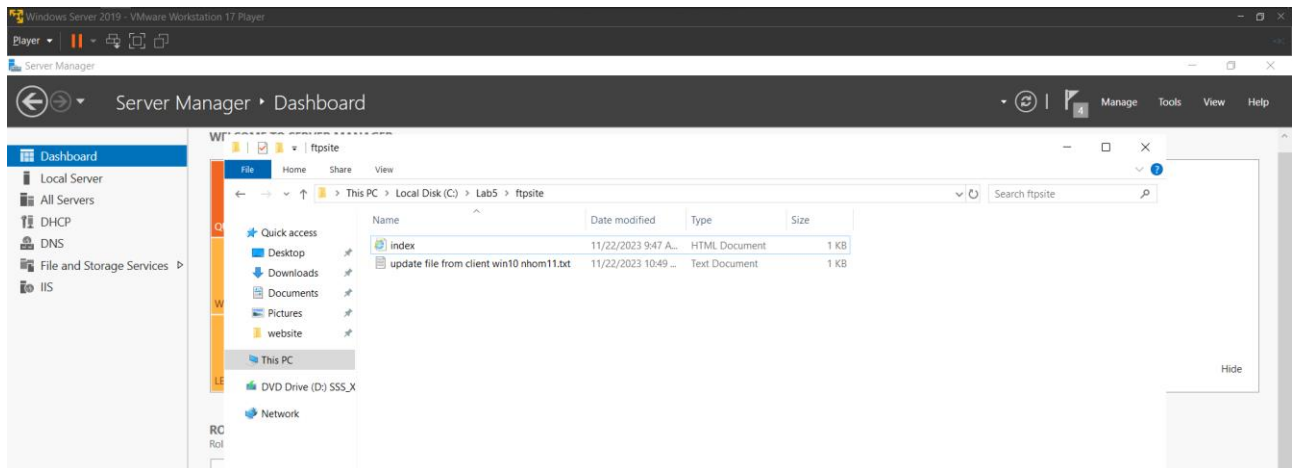 Windows Server 2019 - VMware Workstation 17 Player
Player
Server Manager
Server Manager • Dashboard
4 Manage Tools View Help
Dashboard
Local Server
All Servers
DHCP
DNS
File and Storage Services
IIS
ftpsite
File Home Share View
This PC > Local Disk (C:) > Lab5 > ftpsite
Search ftpsite
Quick access
Desktop
Downloads
Documents
Pictures
website
This PC
DVD Drive (D:) SSS_X
Network
Name Date modified Type Size
index 11/22/2023 9:47 A... HTML Document 1 KB
update file from client win10 nhom11.txt 11/22/2023 10:49 ... Text Document 1 KB
Hide